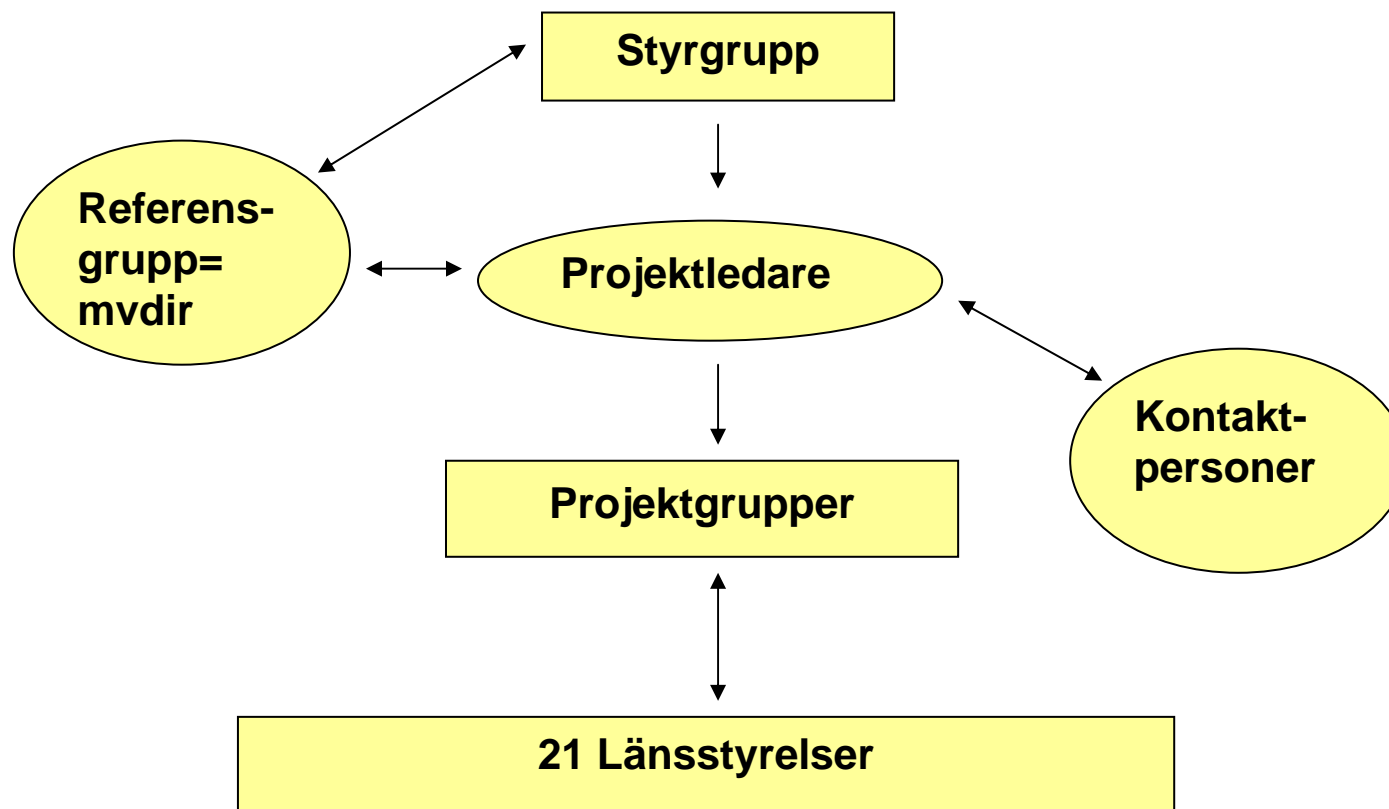 Styrgrupp
Referens-
grupp=
mvdir
Projektledare
Kontakt-
personer
Projektgrupper
21 Länsstyrelser